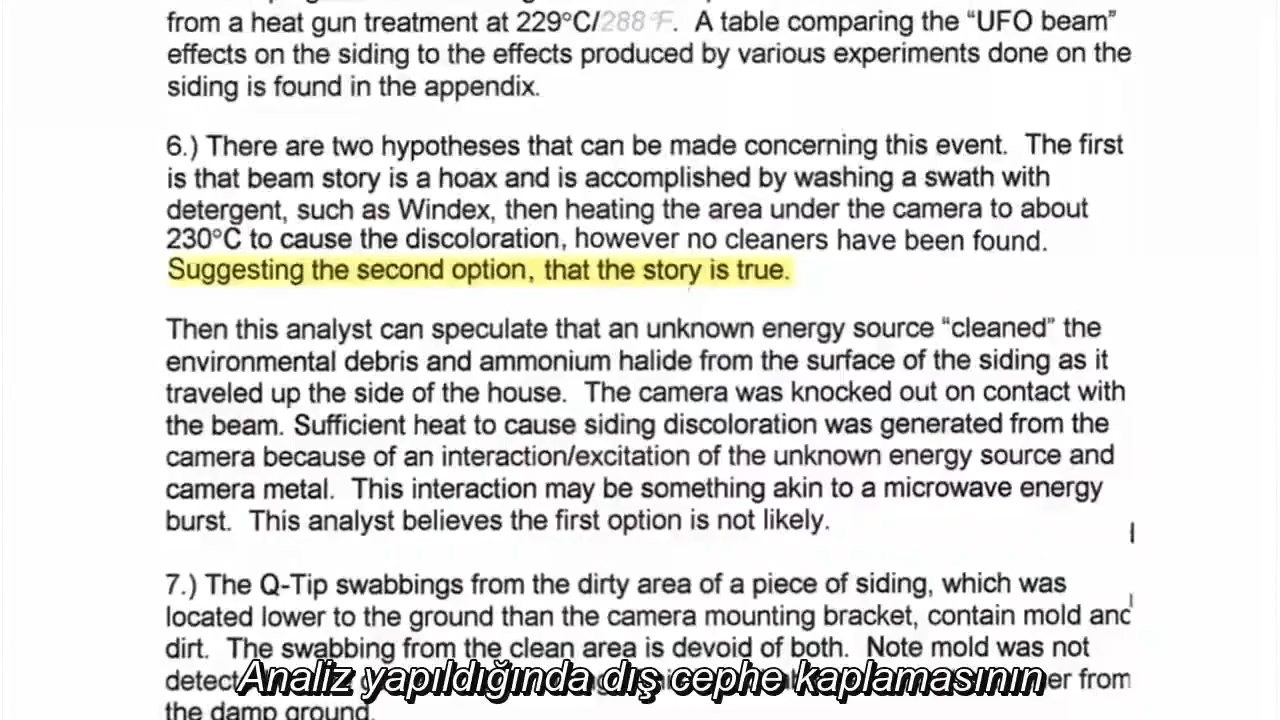 from a heat gun treatment at 229°C/288°F. A table comparing the “UFO beam”
effects on the siding to the effects produced by various experiments done on the
siding is found in the appendix.
6.) There are two hypotheses that can be made concerning this event. The first
is that beam story is a hoax and is accomplished by washing a swath with
detergent, such as Windex, then heating the area under the camera to about
230°C to cause the discoloration, however no cleaners have been found.
Suggesting the second option, that the story is true.
Then this analyst can speculate that an unknown energy source “cleaned” the
environmental debris and ammonium halide from the surface of the siding as it
traveled up the side of the house. The camera was knocked out on contact with
the beam. Sufficient heat to cause siding discoloration was generated from the
camera because of an interaction/excitation of the unknown energy source and
camera metal. This interaction may be something akin to a microwave energy
burst. This analyst believes the first option is not likely.
7.) The Q-Tip swabbings from the dirty area of a piece of siding, which was
located lower to the ground than the camera mounting bracket, contain mold and
dirt. The swabbing from the clean area is devoid of both. Note mold was not
from
Analiz yapıldığında dış cephe kaplamasının
the damp ground.